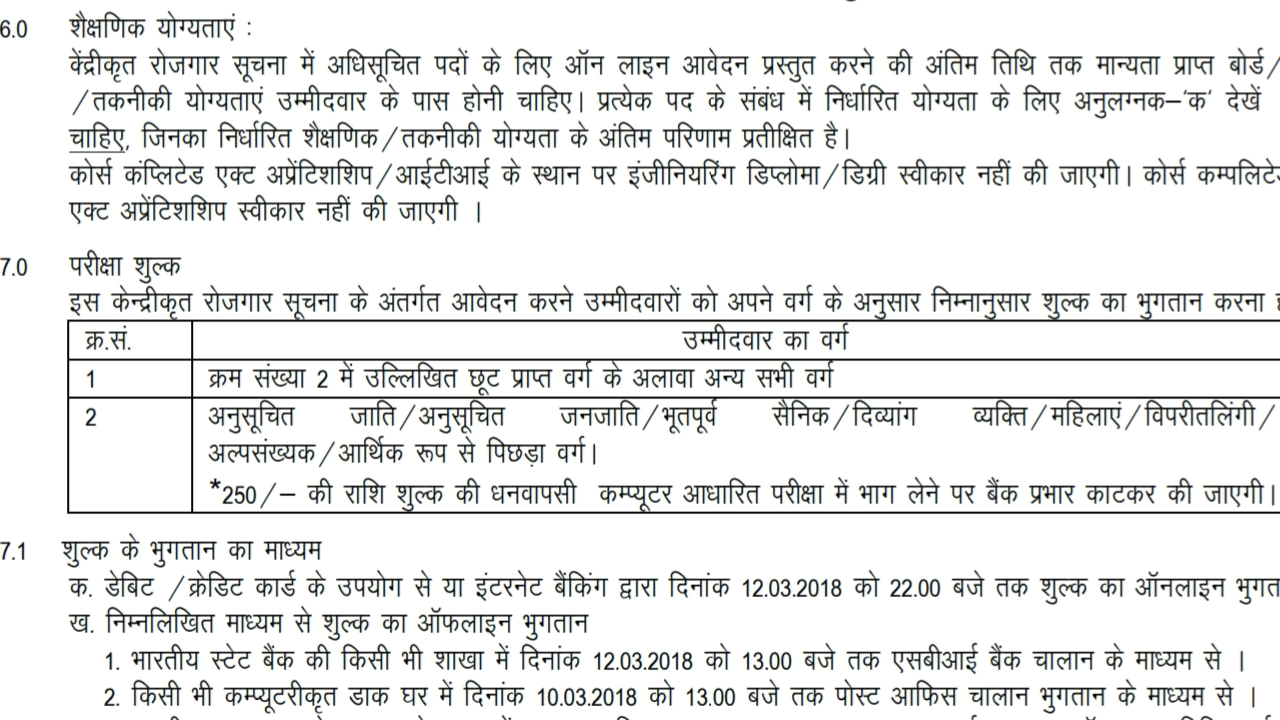 6.0 शैक्षणिक योग्यताएं :
केंद्रीकृत रोजगार सूचना में अधिसूचित पदों के लिए ऑन लाइन आवेदन प्रस्तुत करने की अंतिम तिथि तक मान्यता प्राप्त बोर्ड/
/तकनीकी योग्यताएं उम्मीदवार के पास होनी चाहिए। प्रत्येक पद के संबंध में निर्धारित योग्यता के लिए अनुलग्नक–'क' देखें
चाहिए, जिनका निर्धारित शैक्षणिक/तकनीकी योग्यता के अंतिम परिणाम प्रतीक्षित है।
कोर्स कंप्लिटेड एक्ट अप्रेंटिशशिप/आईटीआई के स्थान पर इंजीनियरिंग डिप्लोमा/डिग्री स्वीकार नहीं की जाएगी। कोर्स
एक्ट अप्रेंटिशशिप स्वीकार नहीं की जाएगी ।
7.0 परीक्षा शुल्क
इस केन्द्रीकृत रोजगार सूचना के अंतर्गत आवेदन करने उम्मीदवारों को अपने वर्ग के अनुसार निम्नानुसार शुल्क का भुगतान करना
क्र.सं. उम्मीदवार का वर्ग
1 क्रम संख्या 2 में उल्लिखित छूट प्राप्त वर्ग के अलावा अन्य सभी वर्ग
2 अनुसूचित जाति/अनुसूचित जनजाति/भूतपूर्व सैनिक/दिव्यांग व्यक्ति/महिलाएं/विपरीतलिंगी/
अल्पसंख्यक/आर्थिक रूप से पिछड़ा वर्ग।
*250/– की राशि शुल्क की धनवापसी कम्प्यूटर आधारित परीक्षा में भाग लेने पर बैंक प्रभार काटकर की जाएगी।
7.1 शुल्क के भुगतान का माध्यम
क. डेबिट /क्रेडिट कार्ड के उपयोग से या इंटरनेट बैंकिंग द्वारा दिनांक 12.03.2018 को 22.00 बजे तक शुल्क का ऑनलाइन
ख. निम्नलिखित माध्यम से शुल्क का ऑफलाइन भुगतान
1. भारतीय स्टेट बैंक की किसी भी शाखा में दिनांक 12.03.2018 को 13.00 बजे तक एसबीआई बैंक चालान के माध्यम से ।
2. किसी भी कम्प्यूटरीकृत डाक घर में दिनांक 10.03.2018 को 13.00 बजे तक पोस्ट आफिस चालान भुगतान के माध्यम से ।